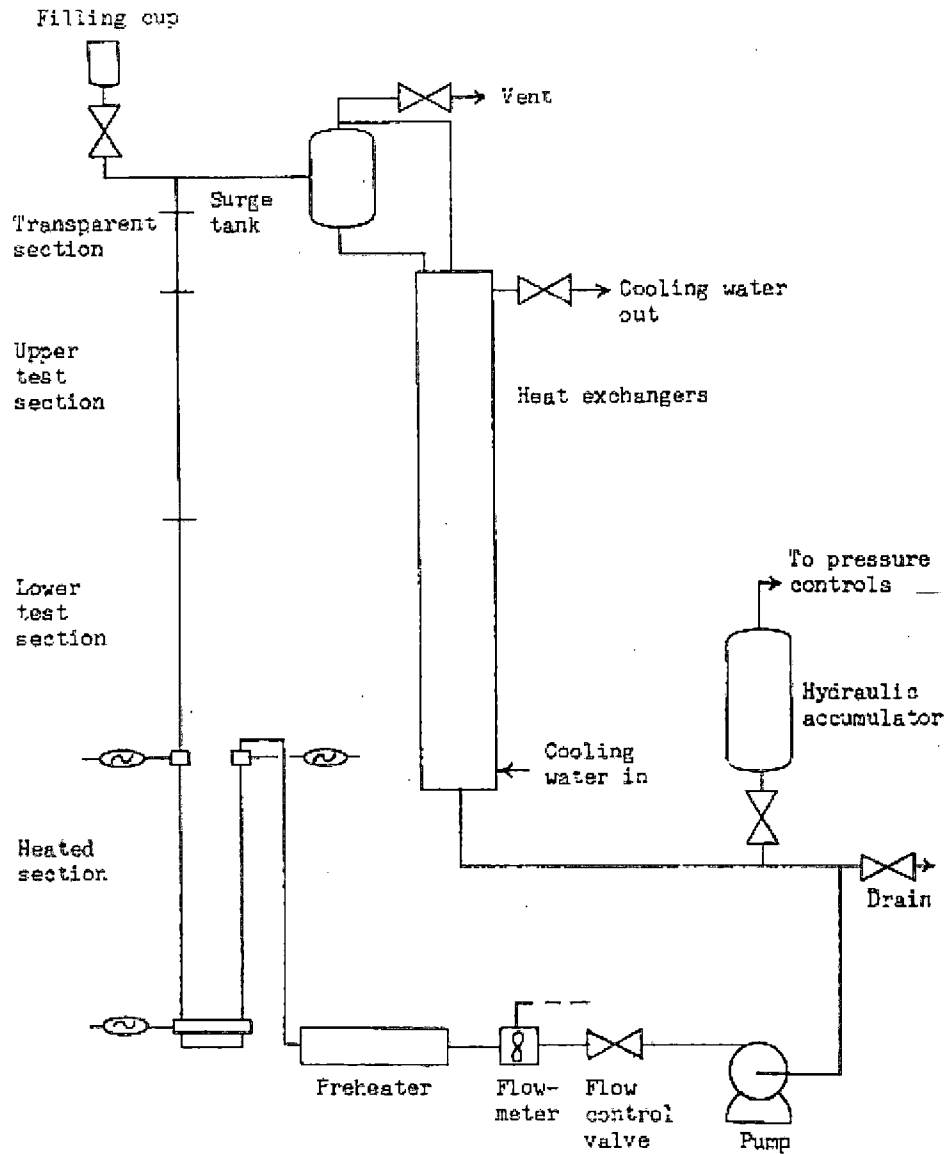 Filling cup
Vent
Surge
tank
Transparent
section
Cooling water
out
Upper
test
section
Heat exchangers
To pressure
controls
Lower
test
section
Hydraulic
accumulator
Cooling
water in
Heated
section
Drain
Preheater
Flow-
meter
Flow
control
valve
Pump